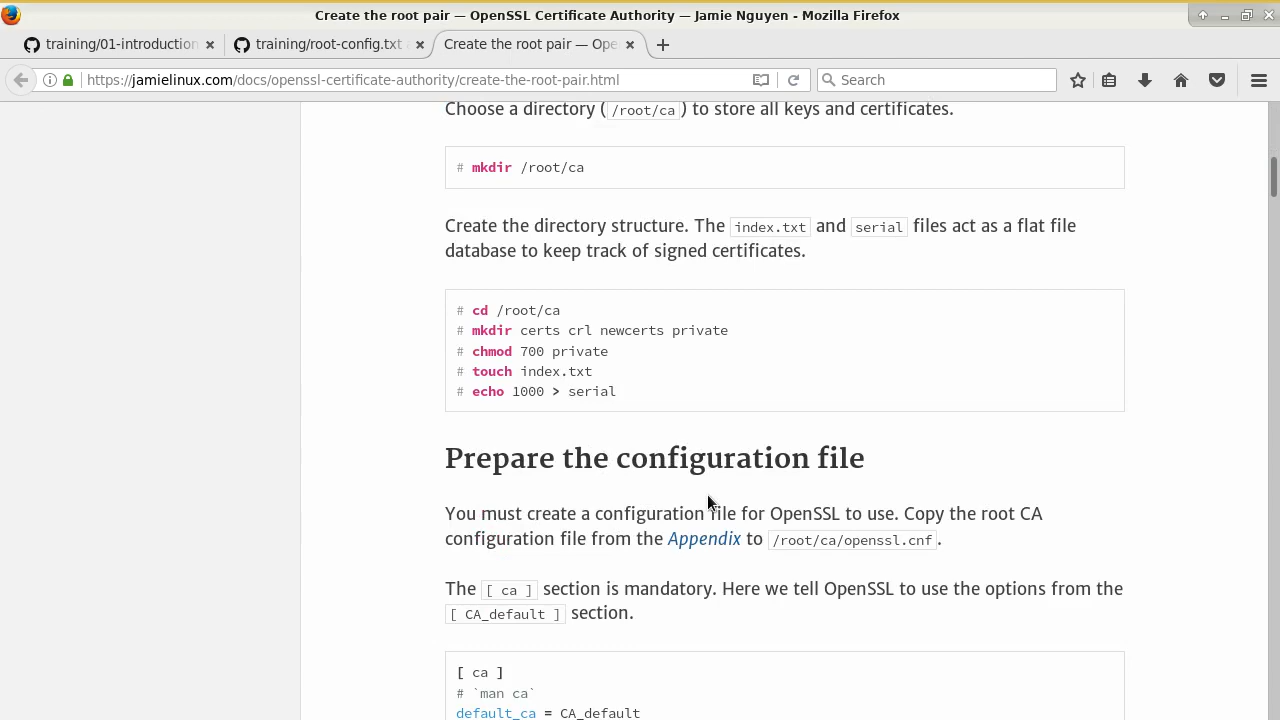 Create the root pair — OpenSSL Certificate Authority — Jamie Nguyen - Mozilla Firefox
training/01-introduction
training/root-config.txt a
Create the root pair — Ope
https://jamielinux.com/docs/openssl-certificate-authority/create-the-root-pair.html
Search
Choose a directory ( /root/ca ) to store all keys and certificates.
# mkdir /root/ca
Create the directory structure. The index.txt and serial files act as a flat file
database to keep track of signed certificates.
# cd /root/ca
# mkdir certs crl newcerts private
# chmod 700 private
# touch index.txt
# echo 1000 > serial
Prepare the configuration file
You must create a configuration file for OpenSSL to use. Copy the root CA
configuration file from the Appendix to /root/ca/openssl.cnf .
The [ ca ] section is mandatory. Here we tell OpenSSL to use the options from the
[ CA_default ] section.
[ ca ]
# `man ca`
default_ca = CA_default